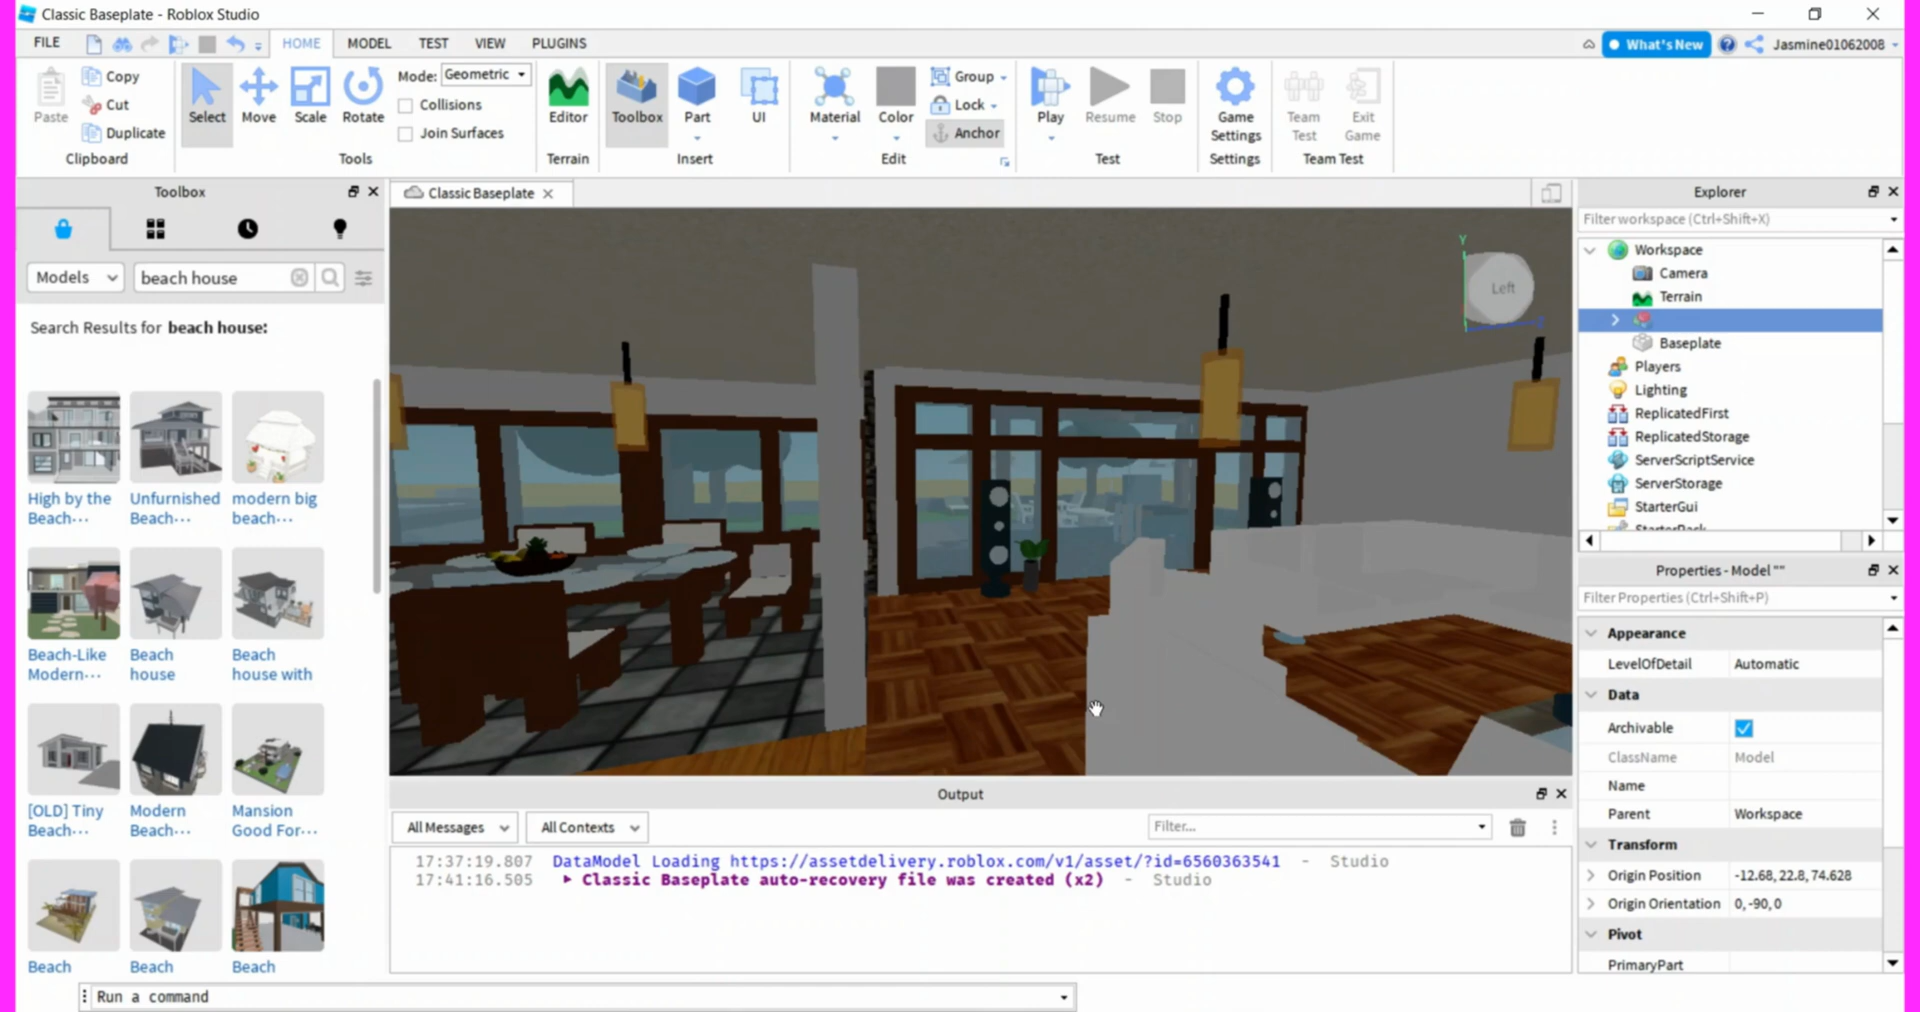 Classic Baseplate - Roblox Studio
FILE
HOME
MODEL
TEST
VIEW
PLUGINS
What's New
Jasmine01062008
Paste
Copy
Cut
Duplicate
Clipboard
Select
Move
Scale
Rotate
Mode:
Geometric
Collisions
Join Surfaces
Tools
Editor
Terrain
Toolbox
Part
UI
Insert
Material
Color
Group
Lock
Anchor
Edit
Play
Resume
Stop
Test
Game
Settings
Settings
Team
Test
Exit
Game
Team Test
Toolbox
Models
beach house
Search Results for beach house:
High by the
Beach···
Unfurnished
Beach···
modern big
beach···
Beach-Like
Modern···
Beach
house
Beach
house with
[OLD] Tiny
Beach···
Modern
Beach···
Mansion
Good For···
Beach
Beach
Beach
Classic Baseplate
Y
Left
Output
All Messages
All Contexts
Filter...
17:37:19.807 DataModel Loading https://assetdelivery.roblox.com/v1/asset/?id=6560363541 - Studio
17:41:16.505 Classic Baseplate auto-recovery file was created (x2) - Studio
Run a command
Explorer
Filter workspace (Ctrl+Shift+X)
Workspace
Camera
Terrain
Baseplate
Players
Lighting
ReplicatedFirst
ReplicatedStorage
ServerScriptService
ServerStorage
StarterGui
StarterPack
Properties - Model ""
Filter Properties (Ctrl+Shift+P)
Appearance
LevelOfDetail Automatic
Data
Archivable
ClassName Model
Name
Parent Workspace
Transform
Origin Position -12.68, 22.8, 74.628
Origin Orientation 0, -90, 0
Pivot
PrimaryPart